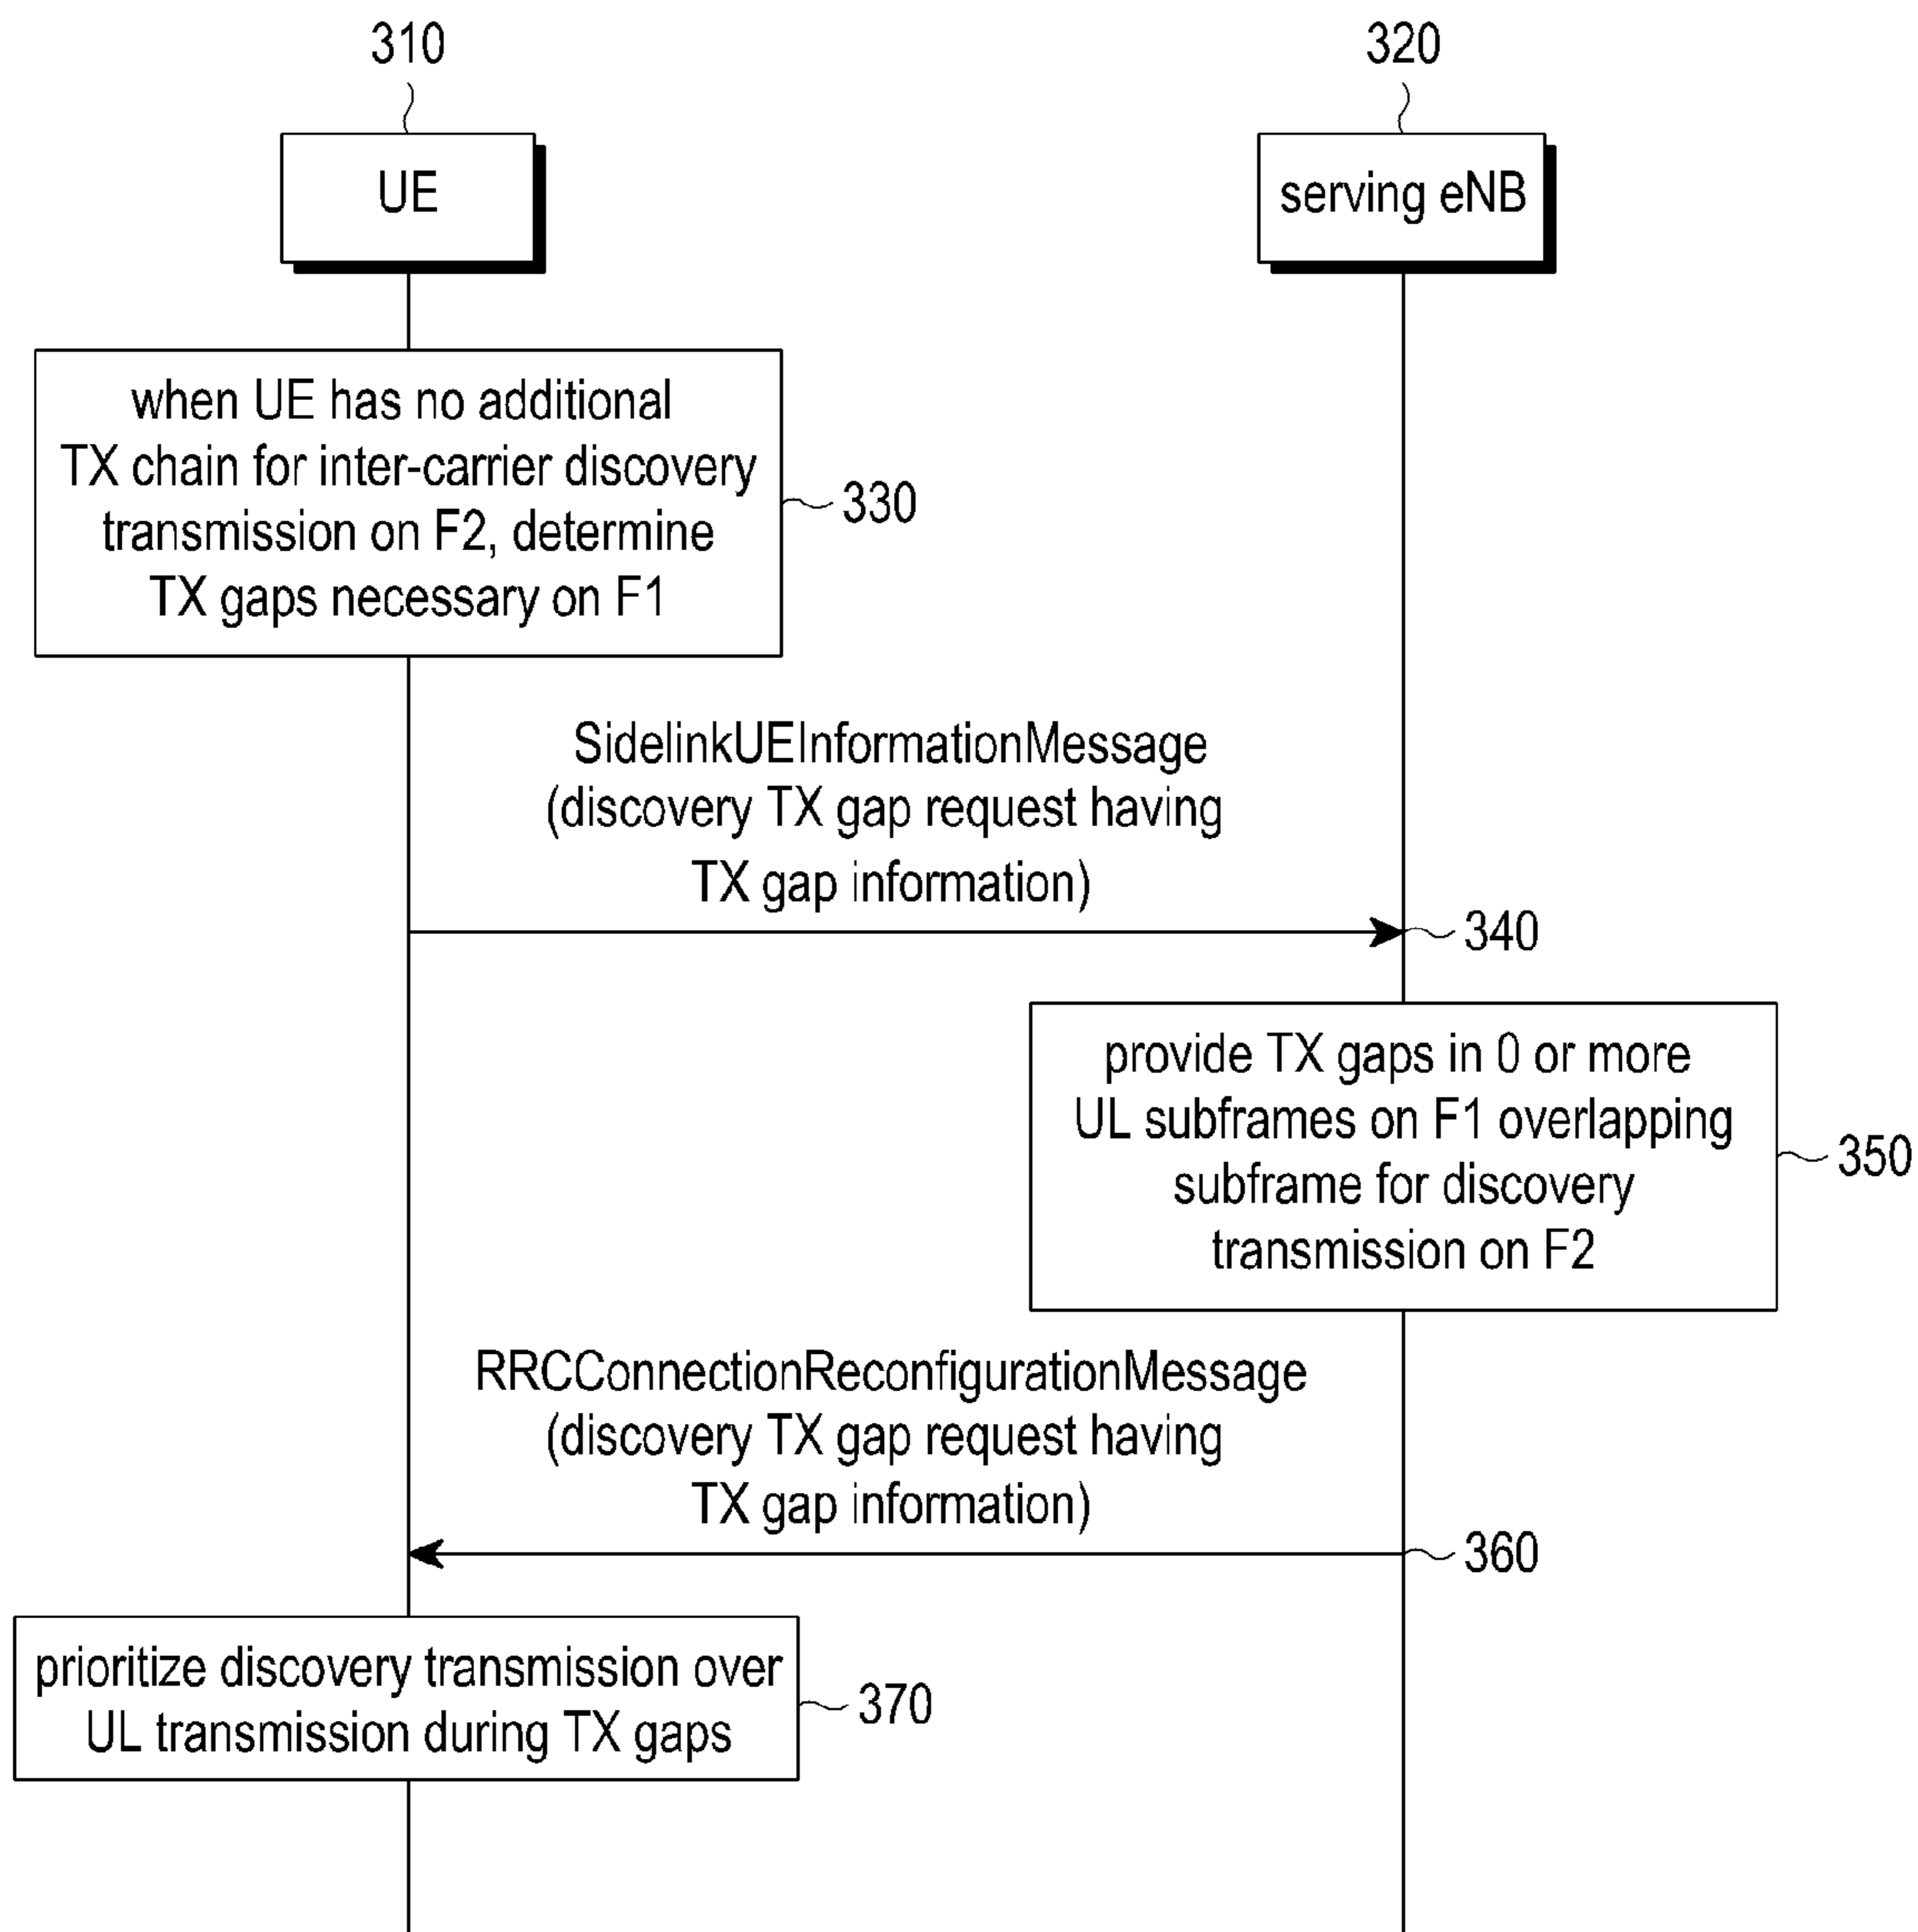 310
320
UE
serving eNB
when UE has no additional
TX chain for inter-carrier discovery
transmission on F2, determine
TX gaps necessary on F1
330
SidelinkUEInformationMessage
(discovery TX gap request having
TX gap information)
340
provide TX gaps in 0 or more
UL subframes on F1 overlapping
subframe for discovery
transmission on F2
350
RRCConnectionReconfigurationMessage
(discovery TX gap request having
TX gap information)
360
prioritize discovery transmission over
UL transmission during TX gaps
370